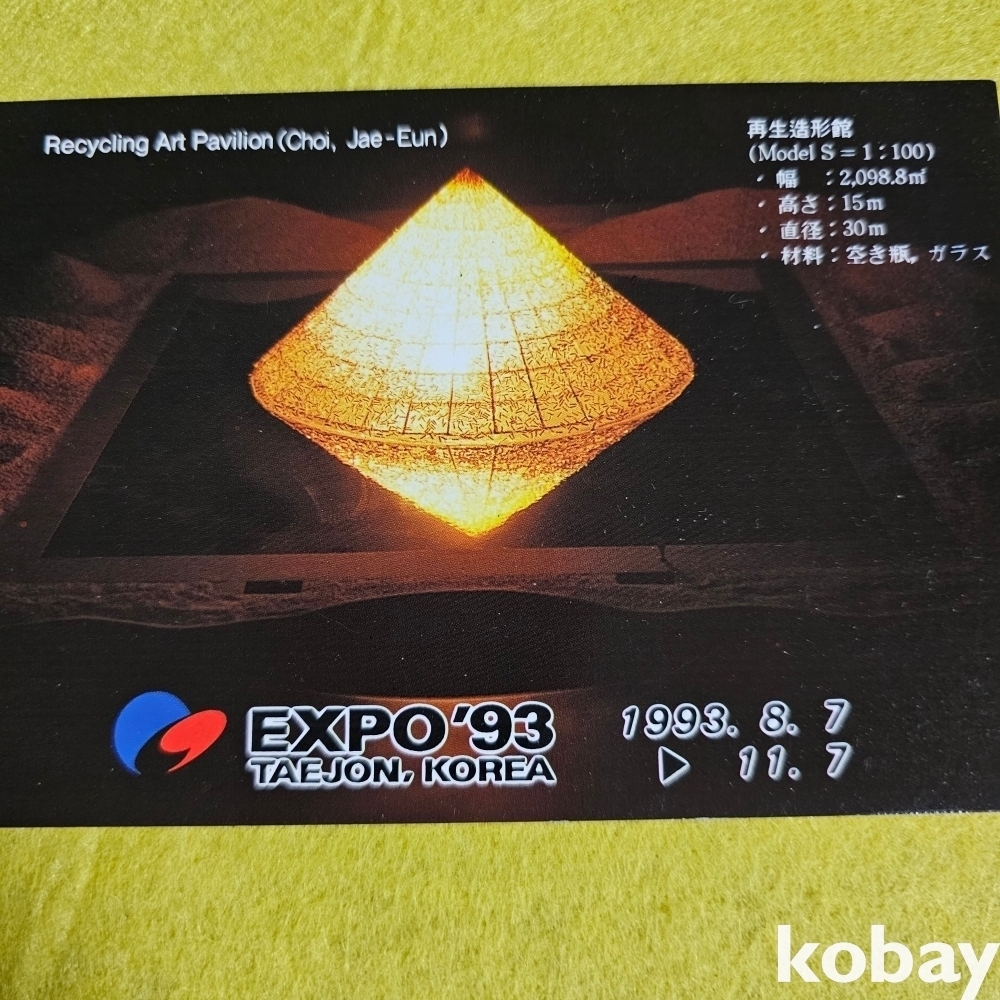 Recycling Art Pavilion (Choi, Jae-Eun)
再生造形館
(Model S = 1 : 100)
・幅 : 2,098.8㎡
・高さ : 15m
・直径 : 30m
・材料 : 空き瓶, ガラス
EXPO '93
TAEJON, KOREA
1993. 8. 7
▷ 11. 7
kobay